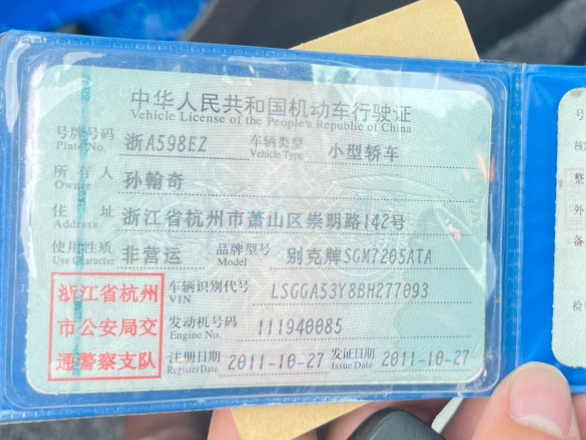 中华人民共和国机动车行驶证
Vehicle License of the People's Republic of China
号牌号码 浙A598EZ 车辆类型 小型轿车
Plate No. Vehicle Type
所有人 孙翰奇
Owner
住址 浙江省杭州市萧山区崇明路142号
Address
使用性质 非营运 品牌型号 别克牌SGM7205ATA
Use Character Model
浙江省杭州
市公安局交
通警察支队
车辆识别代号 LSGGA53Y8BH277093
VIN
发动机号码 111940085
Engine No.
注册日期 2011-10-27 发证日期 2011-10-27
Register Date Issue Date
号
核
整
外
备
检